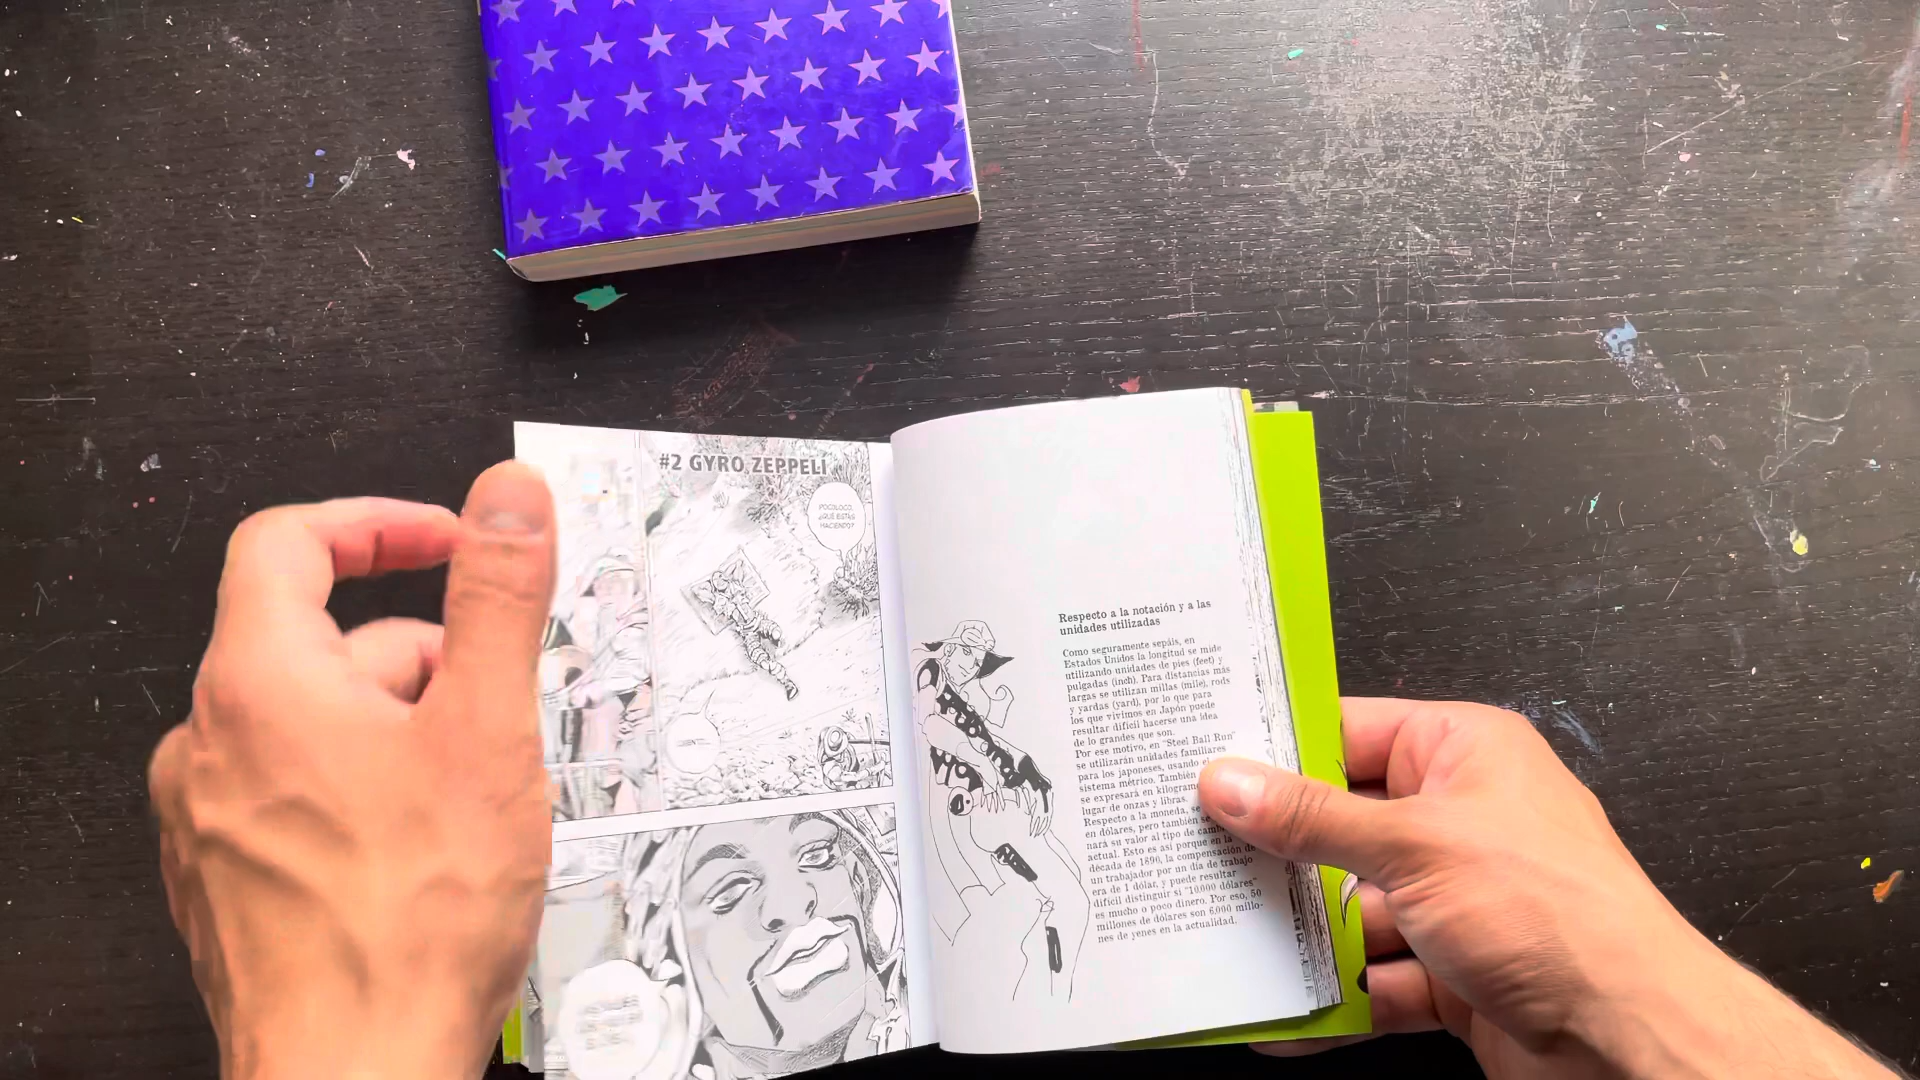 #2 GYRO ZEPPELI
POCOLOCO,
¿QUÉ ESTÁS
HACIENDO?
Respecto a la notación y a las
unidades utilizadas
Como seguramente sepáis, en
Estados Unidos la longitud se mide
utilizando unidades de pies (feet) y
pulgadas (inch). Para distancias más
largas se utilizan millas (mile), rods
y yardas (yard), por lo que para
los que vivimos en Japón puede
resultar difícil hacerse una idea
de lo grandes que son.
Por ese motivo, en "Steel Ball Run"
se utilizarán unidades familiares
para los japoneses, usando el
sistema métrico. También
se expresará en kilogram
lugar de onzas y libras.
Respecto a la moneda, se
en dólares, pero también se
nará su valor al tipo de camb
actual. Esto es así porque en la
década de 1890, la compensación de
un trabajador por un día de trabajo
era de 1 dólar, y puede resultar
difícil distinguir si "10.000 dólares"
es mucho o poco dinero. Por eso, 50
millones de dólares son 6.000 millo-
nes de yenes en la actualidad.